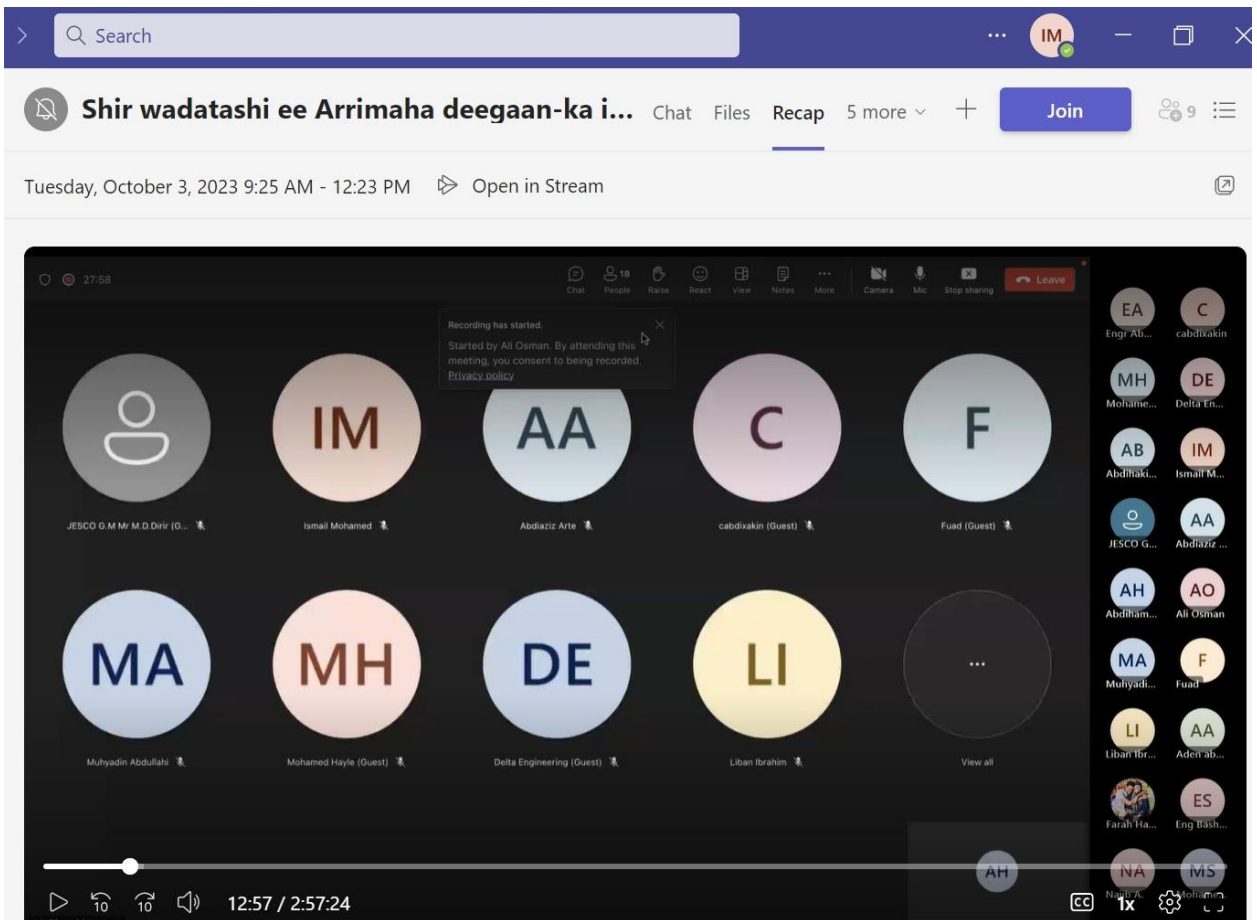 Search
IM
Shir wadatashi ee Arrimaha deegaan-ka i...
Chat Files Recap 5 more
Join
9
Tuesday, October 3, 2023 9:25 AM - 12:23 PM
Open in Stream
27:58
Chat
18
People
Raise
React
View
Notes
More
Camera
Mic
Stop sharing
Leave
Recording has started.
Started by Ali Osman. By attending this
meeting, you consent to being recorded.
Privacy policy
IM AA C F
JESCO G.M Mr M.D.Dirir (G...
Ismail Mohamed
Abdiaziz Arte
cabdixakin (Guest)
Fuad (Guest)
MA MH DE LI ...
Muhyadin Abdullahi
Mohamed Hayle (Guest)
Delta Engineering (Guest)
Liban Ibrahim
View all
AH
EA C
Engr Ab... cabdixakin
MH DE
Mohame... Delta En...
AB IM
Abdihaki... Ismail M...
AA
JESCO G... Abdiaziz ...
AH AO
Abdiham... Ali Osman
MA F
Muhyadi... Fuad
LI AA
Liban Ibr... Aden ab...
ES
Farah Ha... Eng Bash...
NA MS
Najib A. Mohame...
10 10 12:57 / 2:57:24
CC 1x